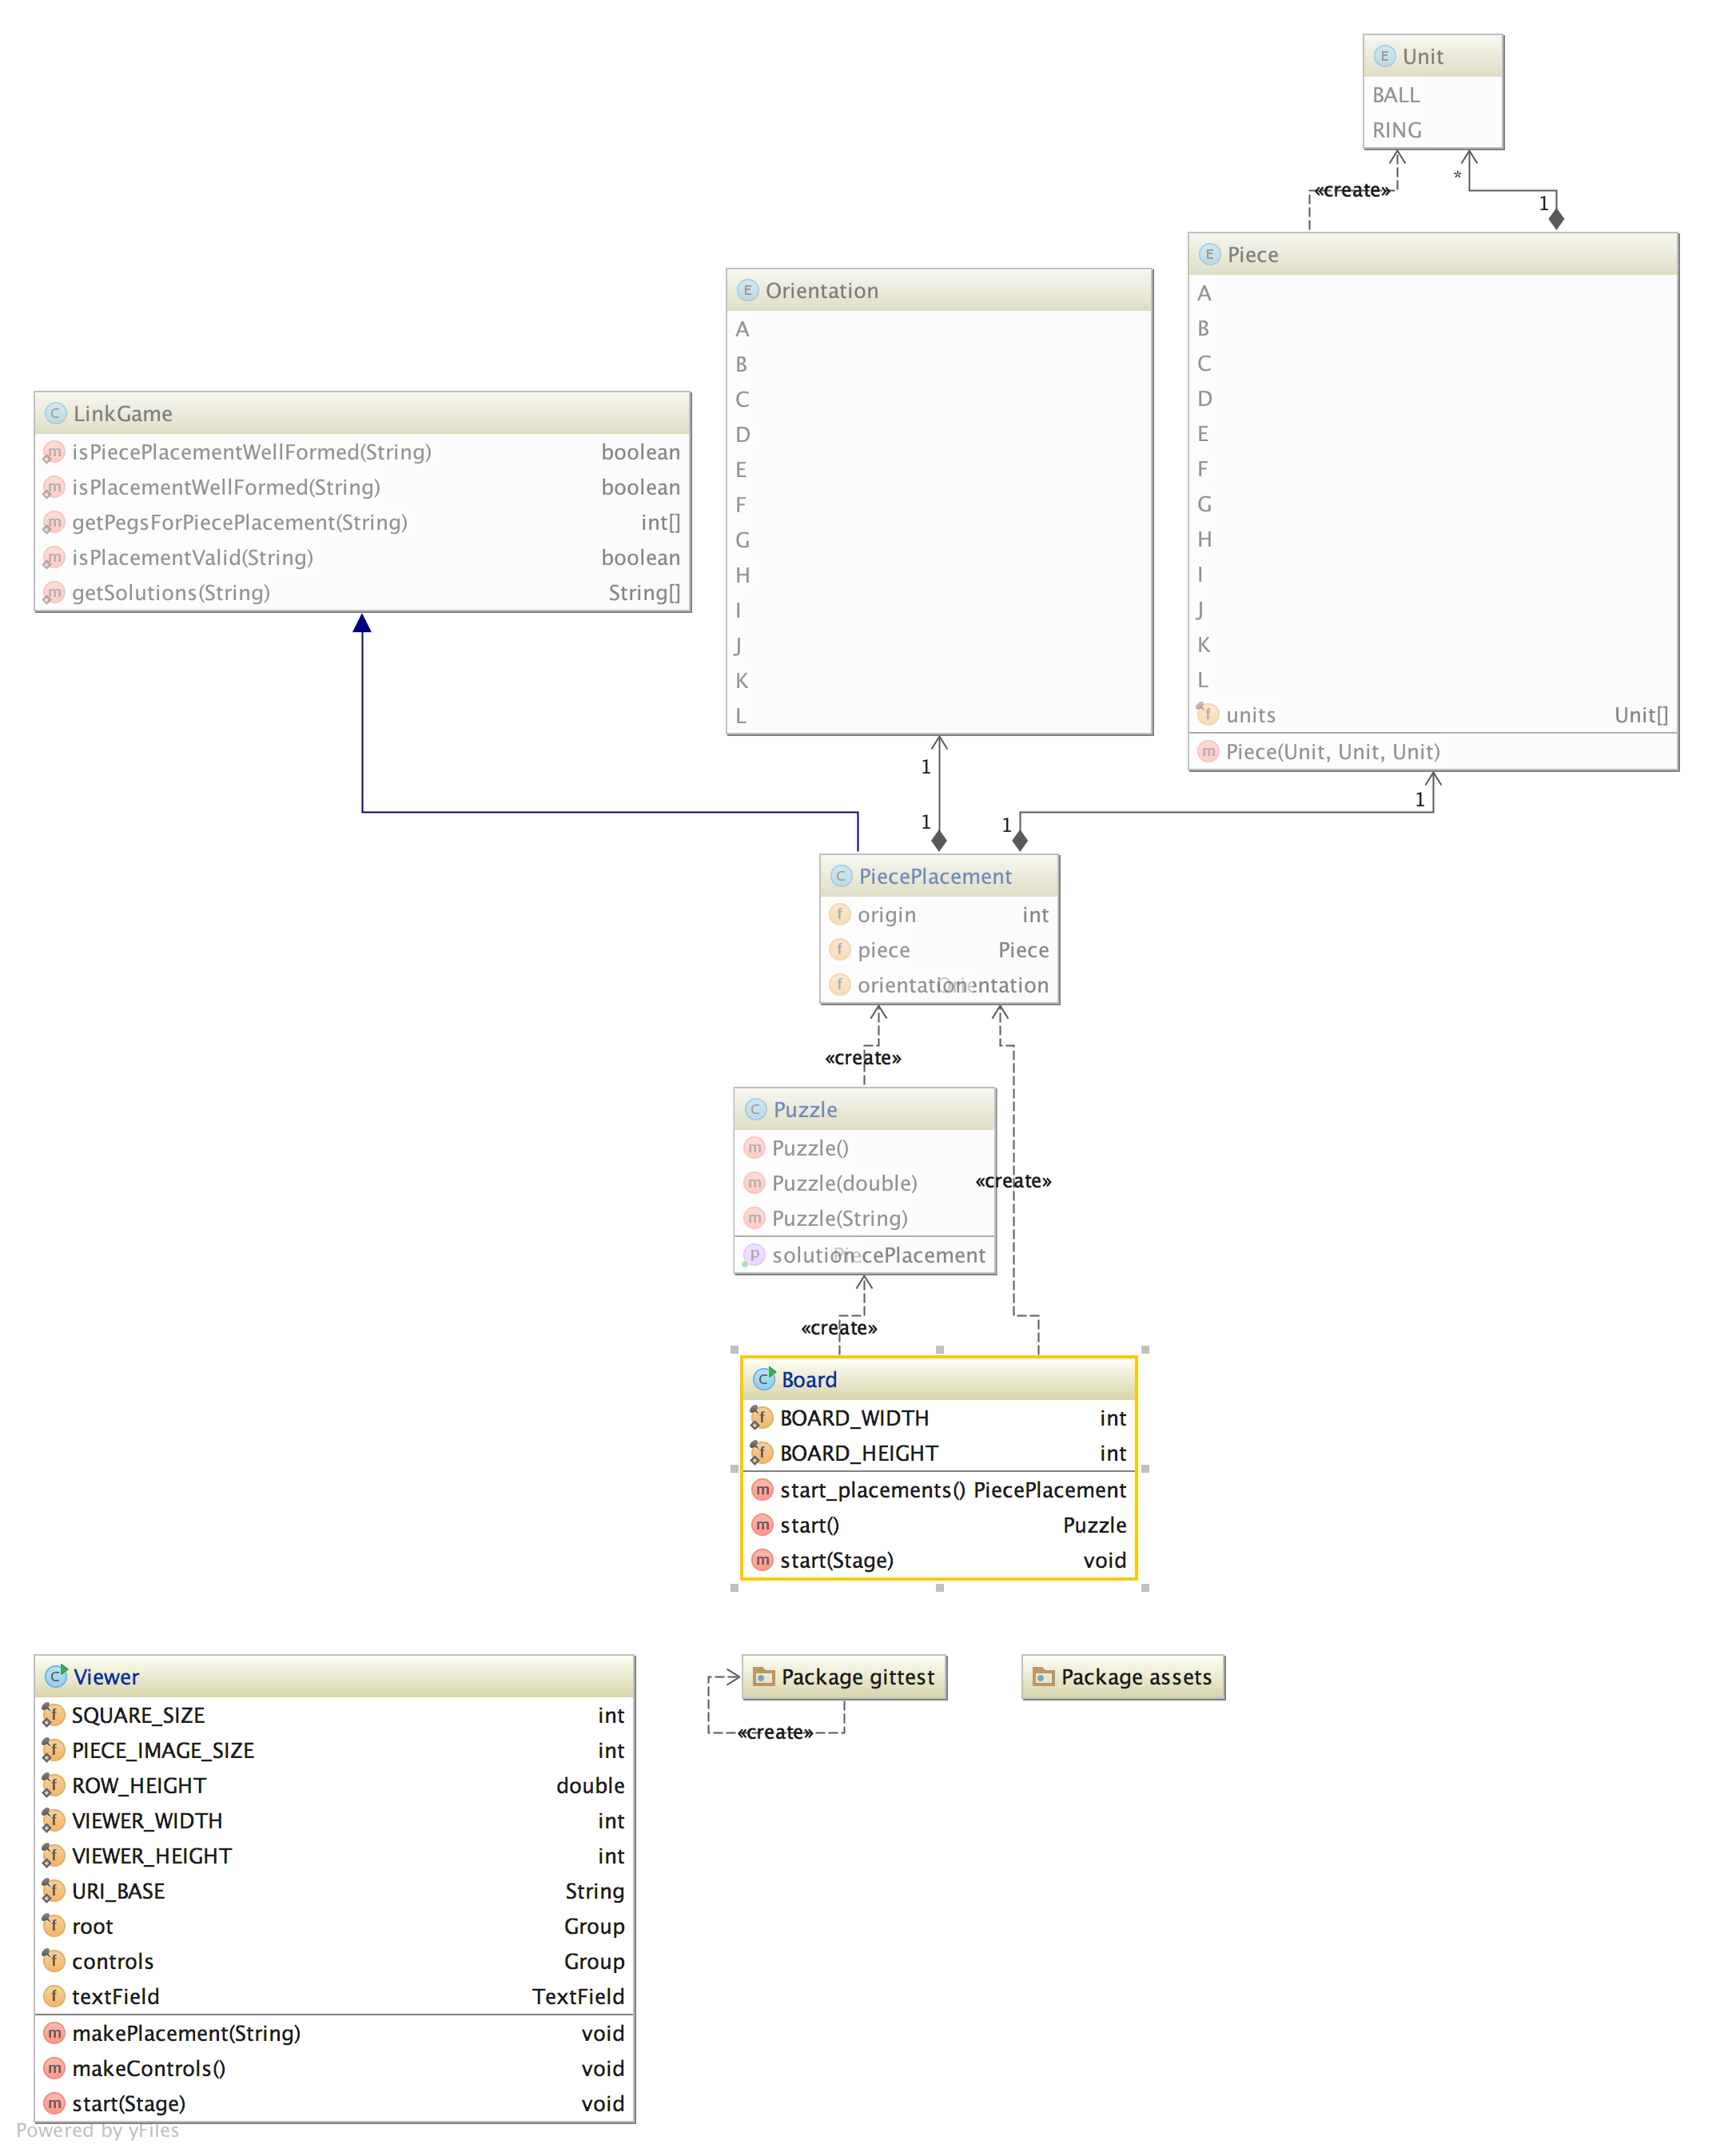 E Unit
BALL
RING
«create»
*
1
E Piece
A
B
C
D
E
F
G
H
I
J
K
L
f units Unit[]
m Piece(Unit, Unit, Unit)
E Orientation
A
B
C
D
E
F
G
H
I
J
K
L
C LinkGame
m isPiecePlacementWellFormed(String) boolean
m isPlacementWellFormed(String) boolean
m getPegsForPiecePlacement(String) int[]
m isPlacementValid(String) boolean
m getSolutions(String) String[]
1
1
1
1
C PiecePlacement
f origin int
f piece Piece
f orientation Orientation
«create»
«create»
C Puzzle
m Puzzle()
m Puzzle(double)
m Puzzle(String)
p solution PiecePlacement
«create»
C Board
f BOARD_WIDTH int
f BOARD_HEIGHT int
m start_placements() PiecePlacement
m start() Puzzle
m start(Stage) void
C Viewer
f SQUARE_SIZE int
f PIECE_IMAGE_SIZE int
f ROW_HEIGHT double
f VIEWER_WIDTH int
f VIEWER_HEIGHT int
f URI_BASE String
f root Group
f controls Group
f textField TextField
m makePlacement(String) void
m makeControls() void
m start(Stage) void
Package gittest
«create»
Package assets
Powered by yFiles